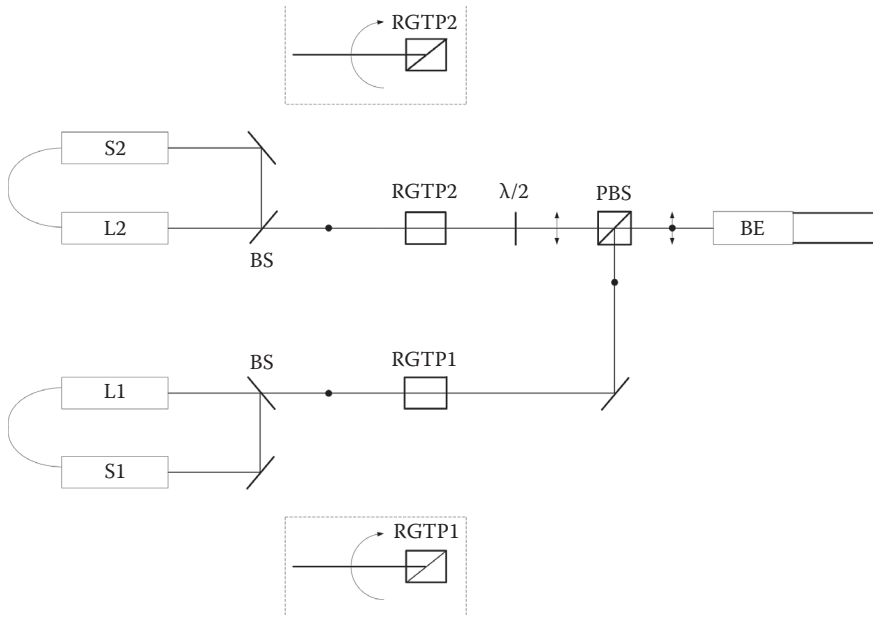 RGTP2
S2
RGTP2
λ/2
PBS
L2
BS
BE
BS
RGTP1
L1
S1
RGTP1